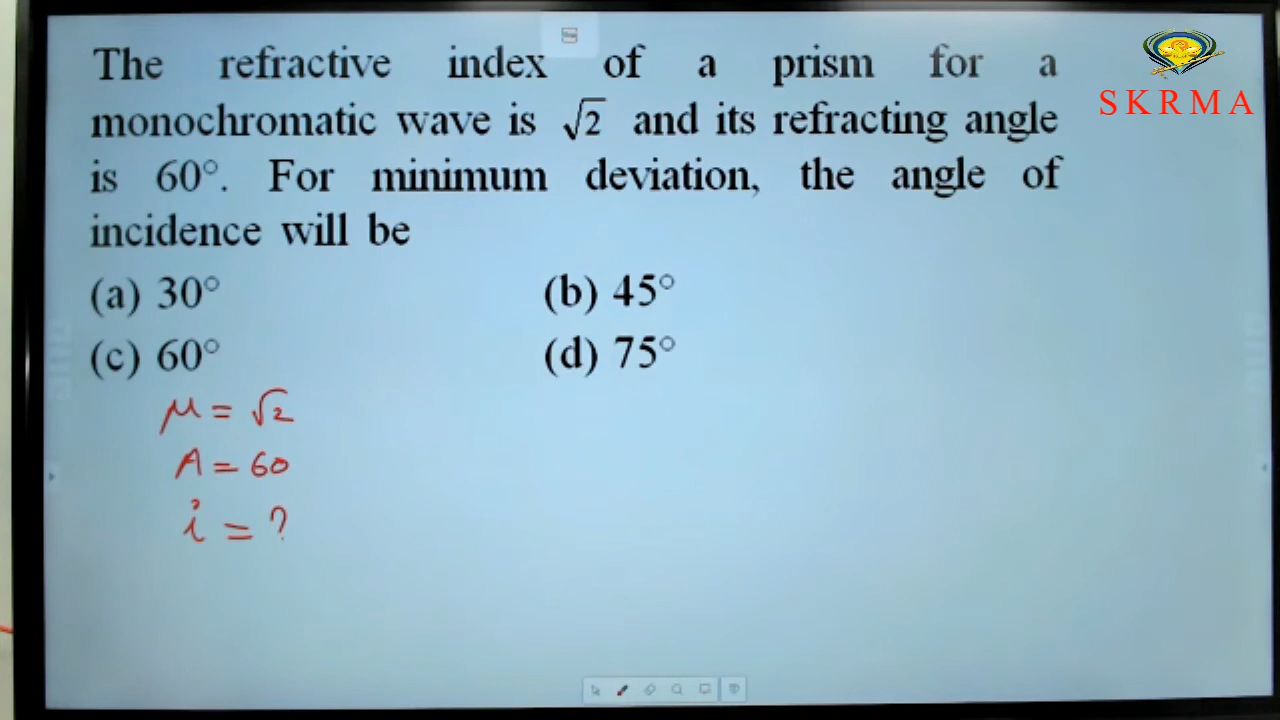 SKRMA
The refractive index of a prism for a
monochromatic wave is √2 and its refracting angle
is 60°. For minimum deviation, the angle of
incidence will be
(a) 30° (b) 45°
(c) 60° (d) 75°
μ = √2
A = 60
i = ?